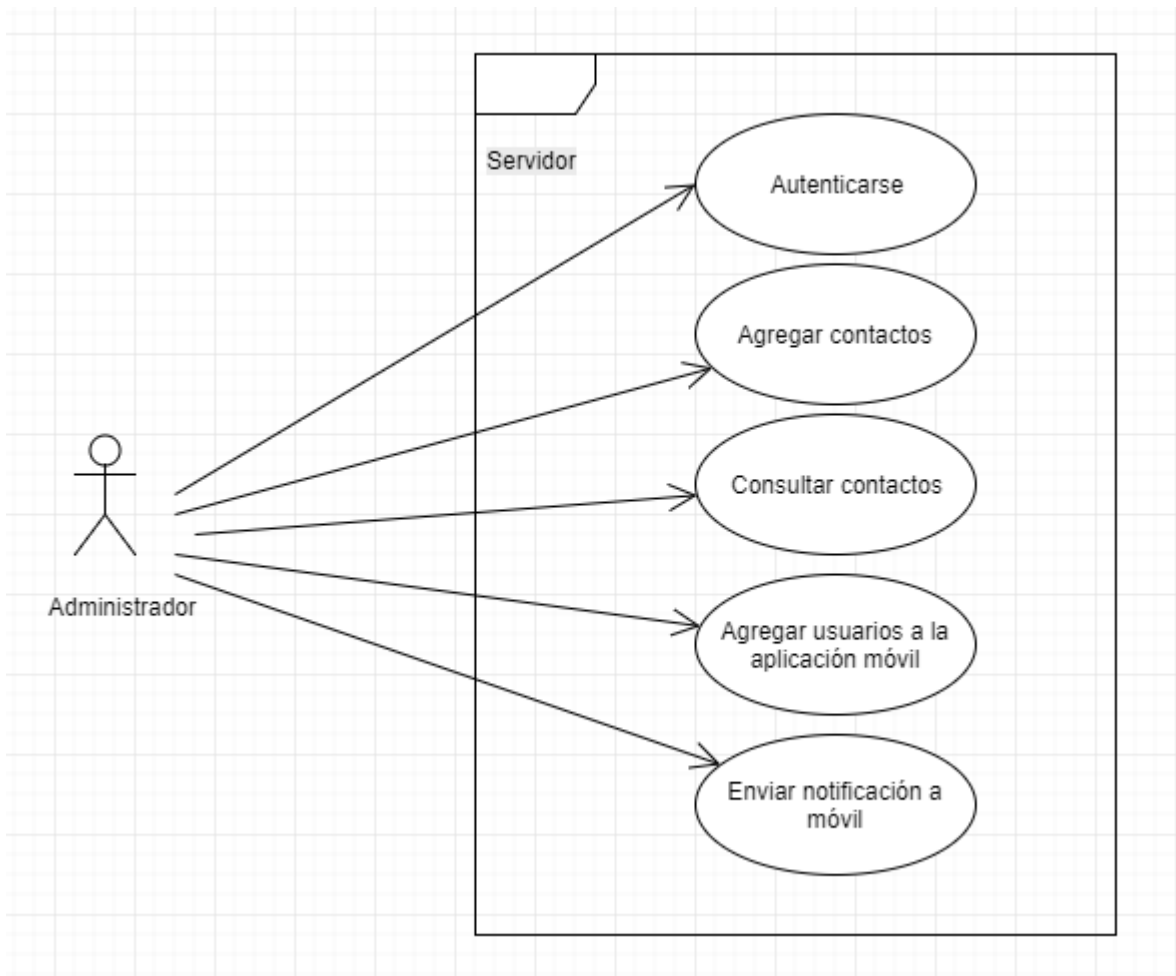 Servidor
Autenticarse
Agregar contactos
Consultar contactos
Administrador
Agregar usuarios a la
aplicación móvil
Enviar notificación a
móvil